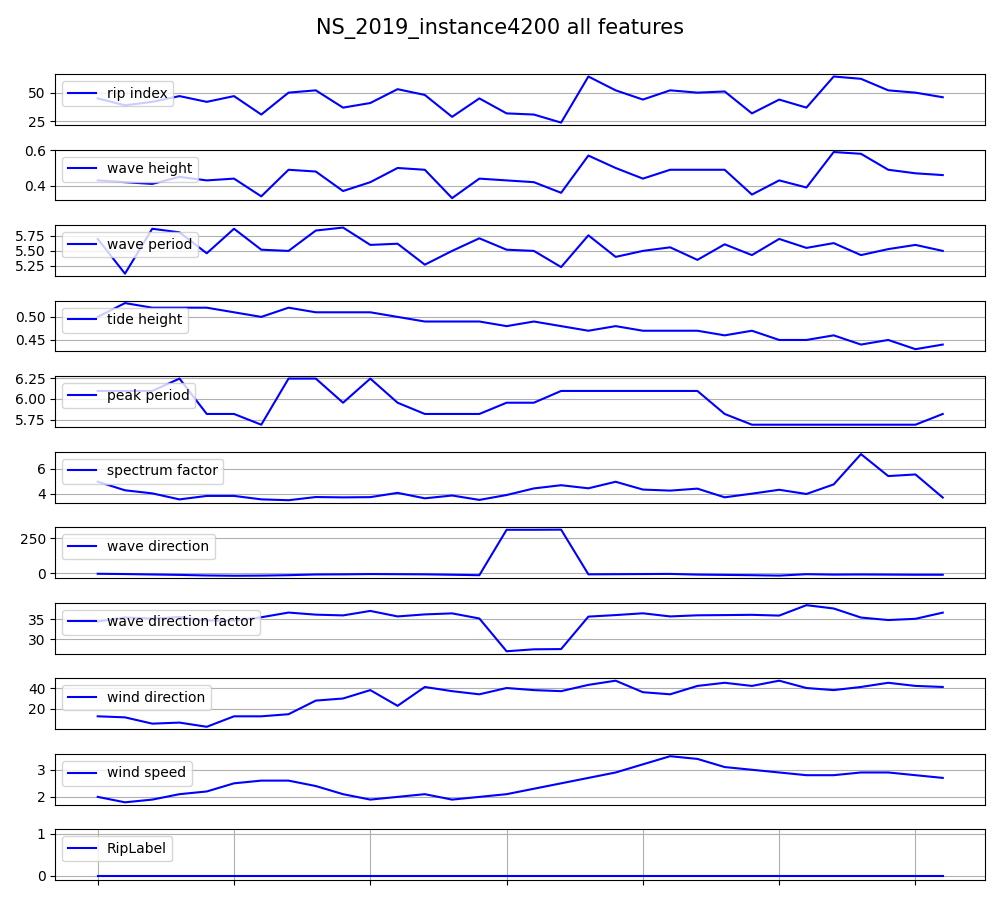 NS_2019_instance4200 all features
50
25
rip index
0.6
0.4
wave height
5.75
5.50
5.25
wave period
0.50
0.45
tide height
6.25
6.00
5.75
peak period
6
4
spectrum factor
250
0
wave direction
35
30
wave direction factor
40
20
wind direction
3
2
wind speed
1
0
RipLabel